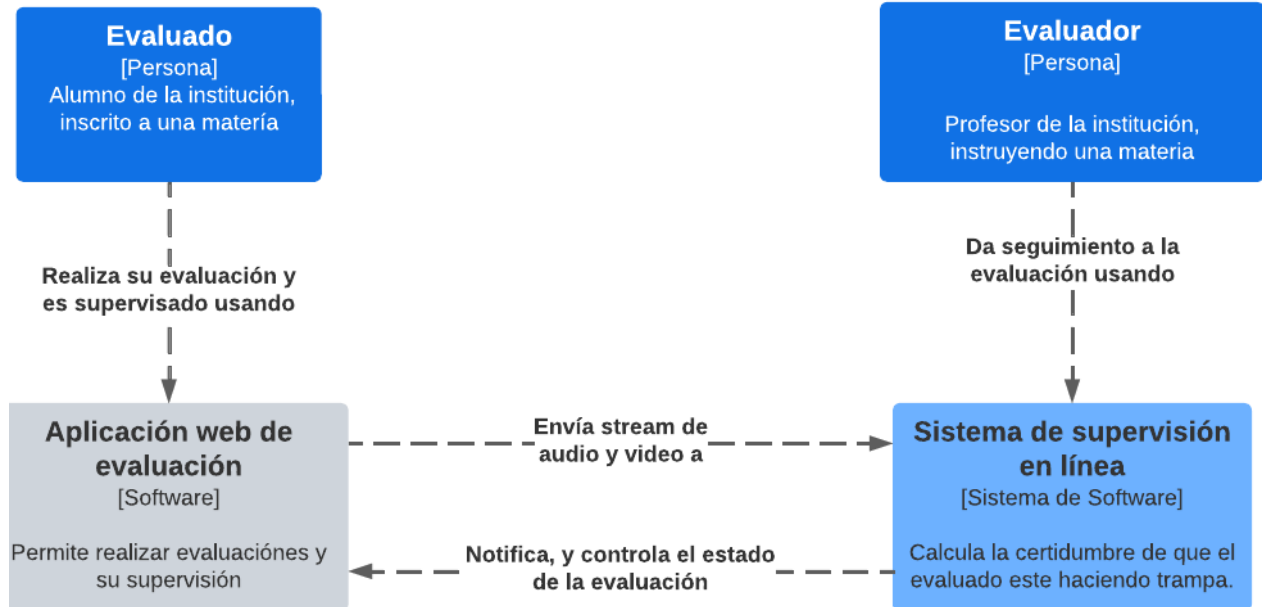 Evaluado
[Persona]
Alumno de la institución,
inscrito a una matería
Evaluador
[Persona]
Profesor de la institución,
instruyendo una materia
Realiza su evaluación y
es supervisado usando
Da seguimiento a la
evaluación usando
Aplicación web de
evaluación
[Software]
Permite realizar evaluaciónes y
su supervisión
Envía stream de
audio y video a
Notifica, y controla el estado
de la evaluación
Sistema de supervisión
en línea
[Sistema de Software]
Calcula la certidumbre de que el
evaluado este haciendo trampa.